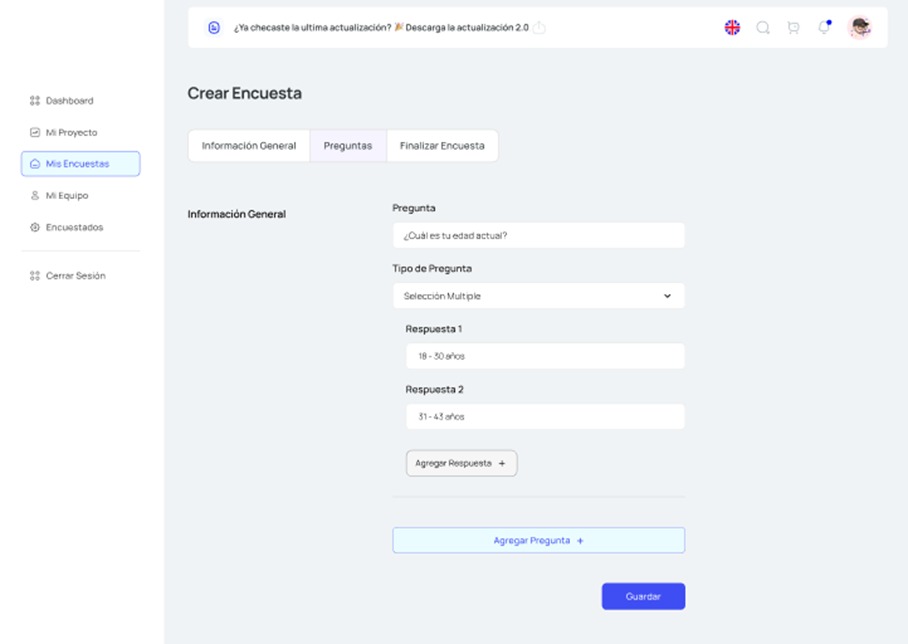 ¿Ya checaste la ultima actualización? 🎉 Descarga la actualización 2.0
Dashboard
Mi Proyecto
Mis Encuestas
Mi Equipo
Encuestados
Cerrar Sesión
Crear Encuesta
Información General
Preguntas
Finalizar Encuesta
Información General
Pregunta
¿Cuál es tu edad actual?
Tipo de Pregunta
Selección Multiple
Respuesta 1
18 - 30 años
Respuesta 2
31 - 43 años
Agregar Respuesta +
Agregar Pregunta +
Guardar